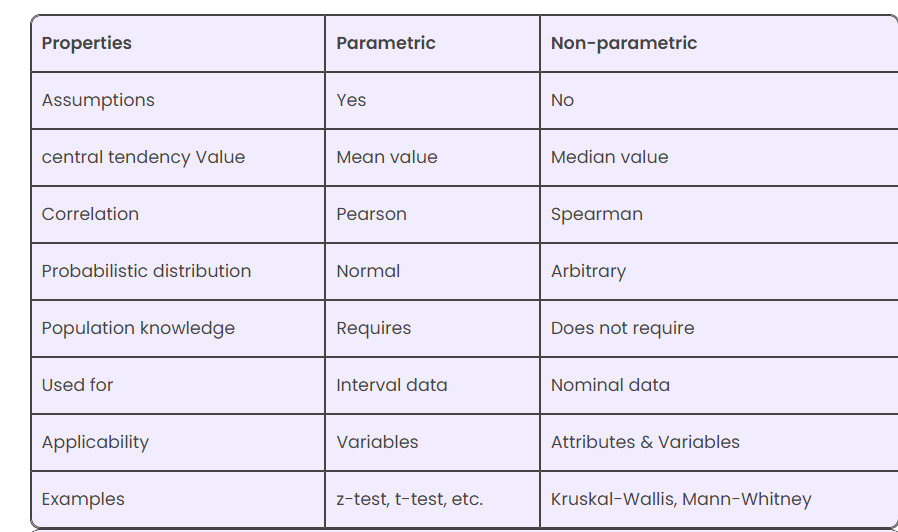 Properties Parametric Non-parametric
Assumptions Yes No
central tendency Value Mean value Median value
Correlation Pearson Spearman
Probabilistic distribution Normal Arbitrary
Population knowledge Requires Does not require
Used for Interval data Nominal data
Applicability Variables Attributes & Variables
Examples z-test, t-test, etc. Kruskal-Wallis, Mann-Whitney